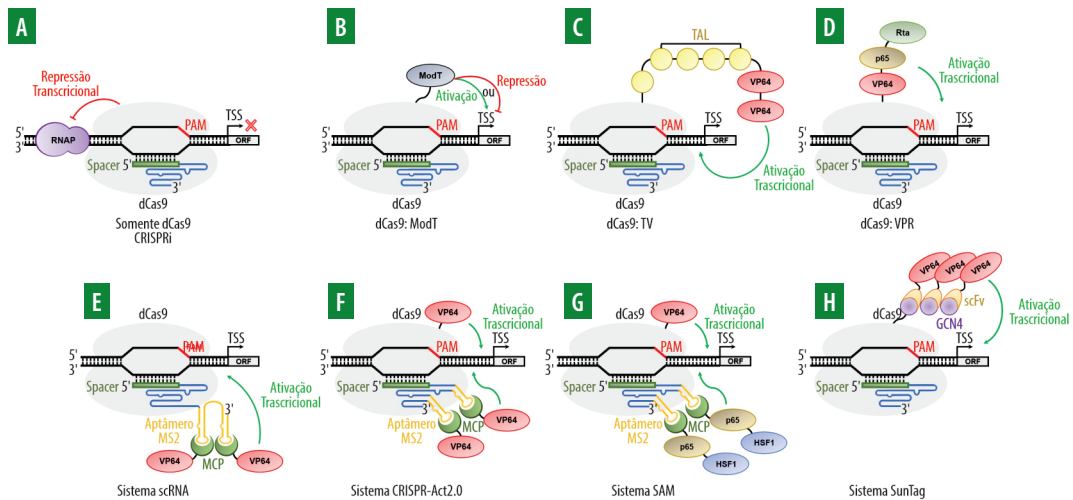 A
Repressão
Transcricional
TSS
PAM
5'
3'
RNAP
ORF
Spacer 5'
3'
dCas9
Somente dCas9
CRISPRi
B
ModT
Repressão
Ativação
ou
TSS
PAM
5'
3'
ORF
Spacer 5'
3'
dCas9
dCas9: ModT
C
TAL
VP64
VP64
TSS
PAM
5'
3'
ORF
Spacer 5'
3'
Ativação
Trascricional
dCas9
dCas9: TV
D
Rta
p65
VP64
Ativação
Trascricional
TSS
PAM
5'
3'
ORF
Spacer 5'
3'
dCas9
dCas9: VPR
E
dCas9
TSS
PAM
PAM
5'
3'
ORF
Spacer 5'
3'
Ativação
Trascricional
Aptâmero
MS2
MCP
VP64
VP64
Sistema scRNA
F
dCas9
VP64
Ativação
Trascricional
TSS
PAM
5'
3'
ORF
Spacer 5'
3'
Aptâmero
MS2
MCP
VP64
VP64
Sistema CRISPR-Act2.0
G
dCas9
VP64
Ativação
Trascricional
TSS
PAM
5'
3'
ORF
Spacer 5'
3'
Aptâmero
MS2
MCP
p65
p65
HSF1
HSF1
Sistema SAM
H
VP64
VP64
VP64
scFv
dCas9
GCN4
Ativação
Trascricional
TSS
PAM
5'
3'
ORF
Spacer 5'
3'
Sistema SunTag